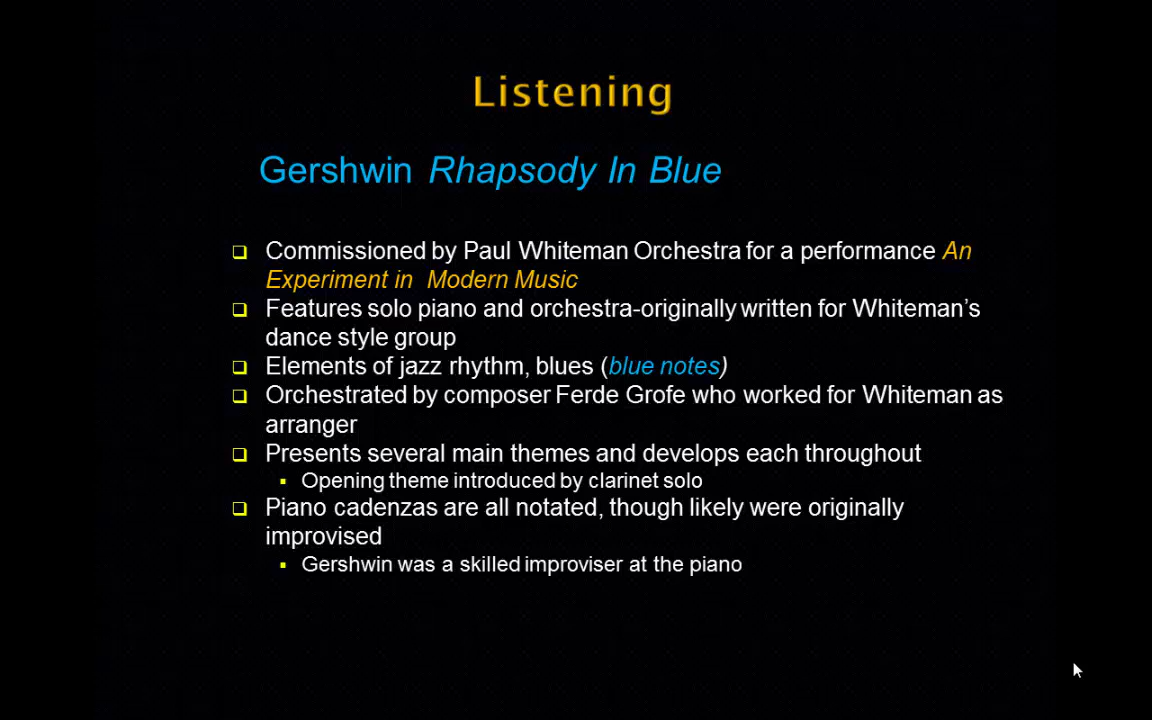 Listening
Gershwin Rhapsody In Blue
❑ Commissioned by Paul Whiteman Orchestra for a performance An
Experiment in Modern Music
❑ Features solo piano and orchestra-originally written for Whiteman's
dance style group
❑ Elements of jazz rhythm, blues (blue notes)
❑ Orchestrated by composer Ferde Grofe who worked for Whiteman as
arranger
❑ Presents several main themes and develops each throughout
▪ Opening theme introduced by clarinet solo
❑ Piano cadenzas are all notated, though likely were originally
improvised
▪ Gershwin was a skilled improviser at the piano